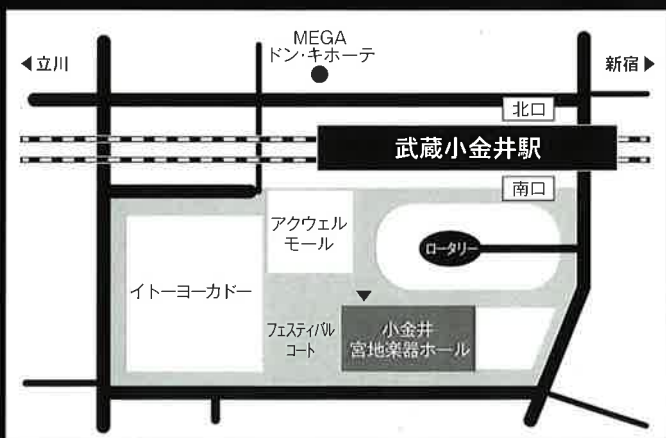 MEGA
ドン・キホーテ
◀立川
新宿▶
北口
武蔵小金井駅
南口
アクウェル
モール
ロータリー
イトーヨーカドー
フェスティバル
コート
小金井
宮地楽器ホール